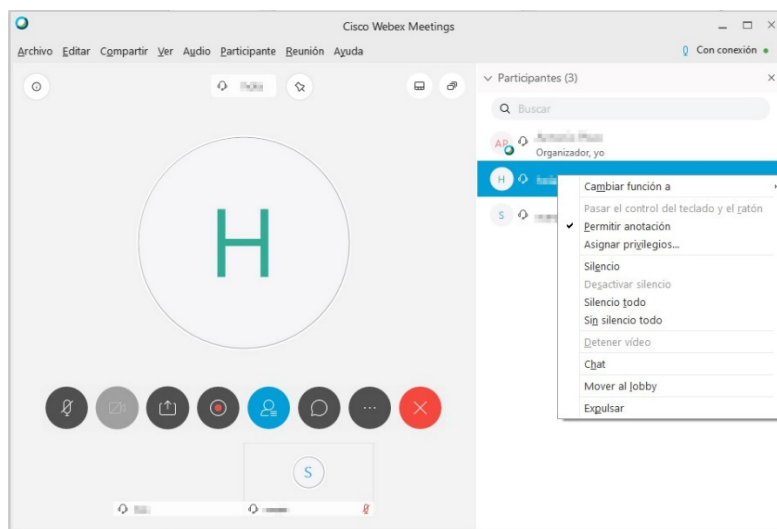 Cisco Webex Meetings
Archivo Editar Compartir Ver Audio Participante Reunión Ayuda
Con conexión
Participantes (3)
Buscar
AP
Organizador, yo
H
H
S
Cambiar función a
Pasar el control del teclado y el ratón
Permitir anotación
Asignar privilegios...
Silencio
Desactivar silencio
Silencio todo
Sin silencio todo
Detener vídeo
Chat
Mover al lobby
Expulsar
S